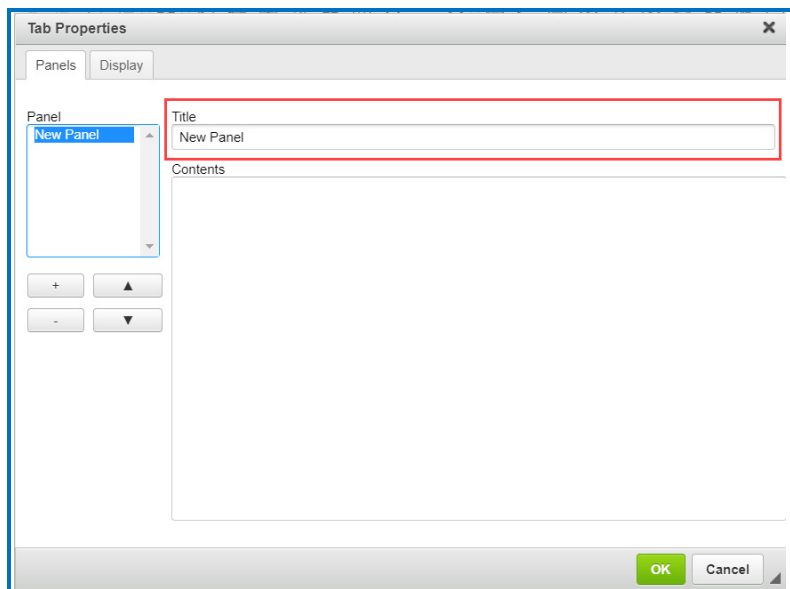 Tab Properties
Panels Display
Panel
New Panel
Title
New Panel
Contents
+
-
OK Cancel